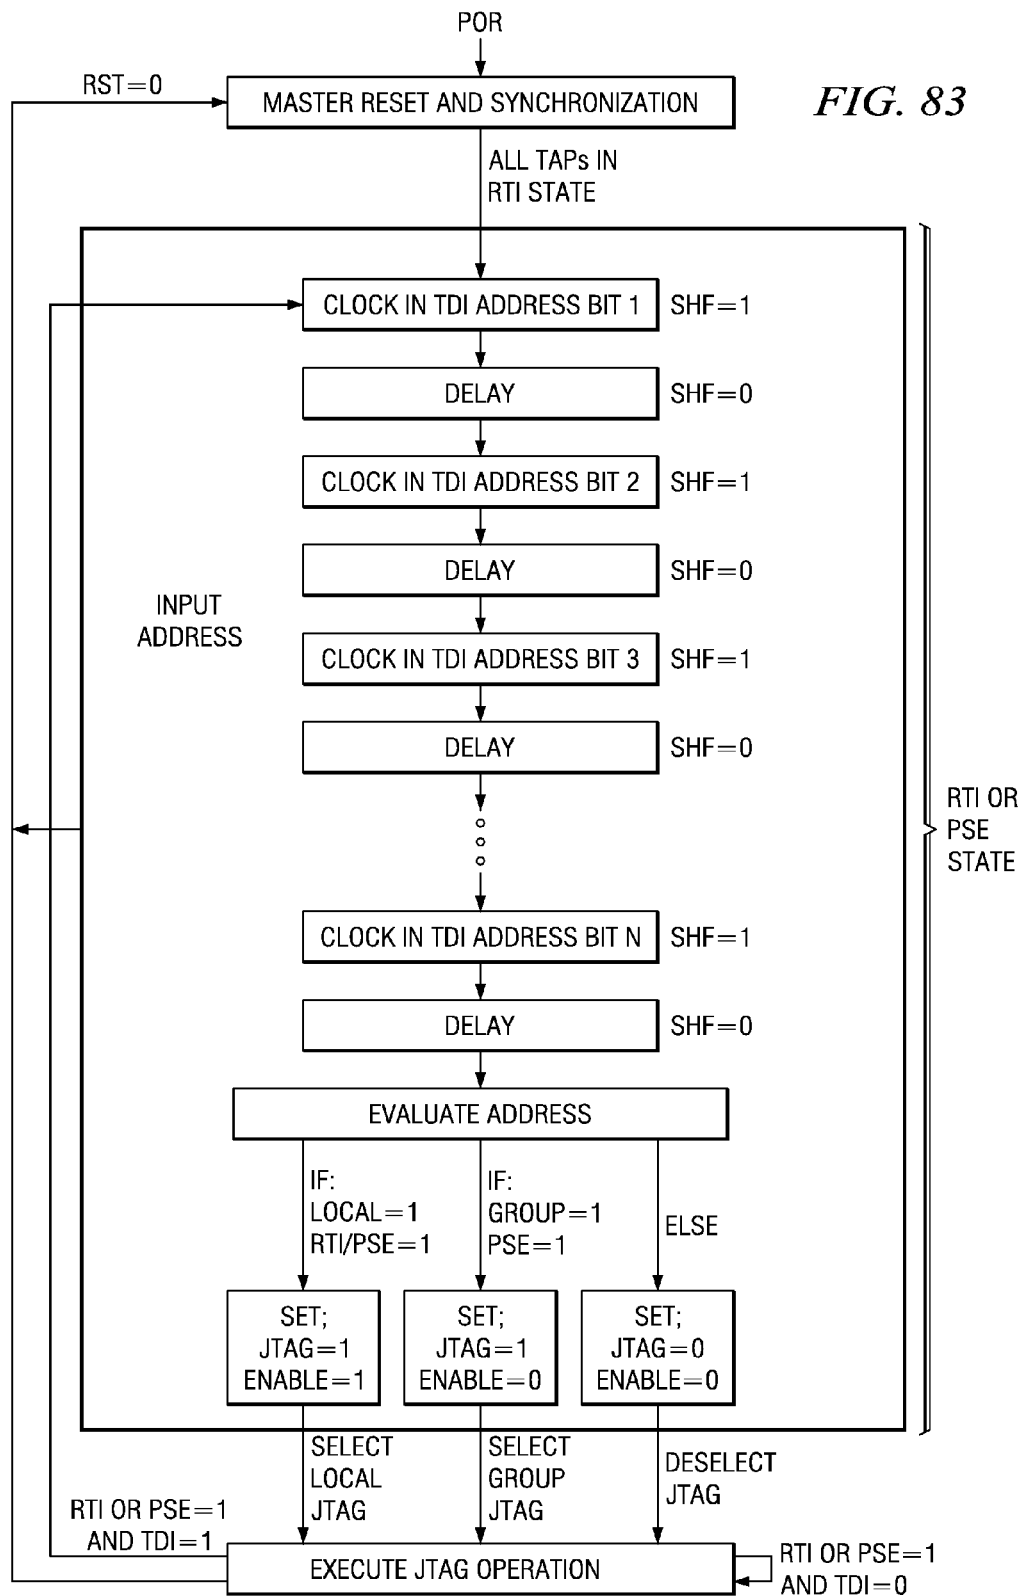 POR
RST=0
MASTER RESET AND SYNCHRONIZATION
FIG. 83
ALL TAPs IN
RTI STATE
CLOCK IN TDI ADDRESS BIT 1
SHF=1
DELAY
SHF=0
CLOCK IN TDI ADDRESS BIT 2
SHF=1
DELAY
SHF=0
INPUT
ADDRESS
CLOCK IN TDI ADDRESS BIT 3
SHF=1
DELAY
SHF=0
RTI OR
PSE
STATE
CLOCK IN TDI ADDRESS BIT N
SHF=1
DELAY
SHF=0
EVALUATE ADDRESS
IF:
LOCAL=1
RTI/PSE=1
IF:
GROUP=1
PSE=1
ELSE
SET;
JTAG=1
ENABLE=1
SET;
JTAG=1
ENABLE=0
SET;
JTAG=0
ENABLE=0
SELECT
LOCAL
JTAG
SELECT
GROUP
JTAG
DESELECT
JTAG
RTI OR PSE=1
AND TDI=1
EXECUTE JTAG OPERATION
RTI OR PSE=1
AND TDI=0